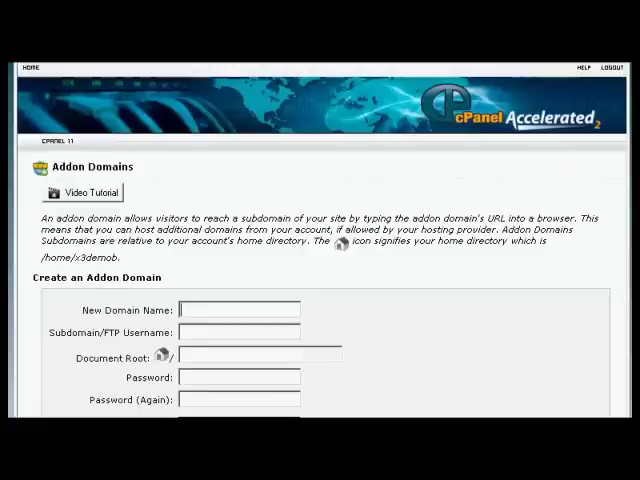 HOME HELP LOGOUT
cPanel Accelerated2
CPANEL 11
Addon Domains
Video Tutorial
An addon domain allows visitors to reach a subdomain of your site by typing the addon domain's URL into a browser. This
means that you can host additional domains from your account, if allowed by your hosting provider. Addon Domains
Subdomains are relative to your account's home directory. The icon signifies your home directory which is
/home/x3demob.
Create an Addon Domain
New Domain Name:
Subdomain/FTP Username:
Document Root: /
Password:
Password (Again):